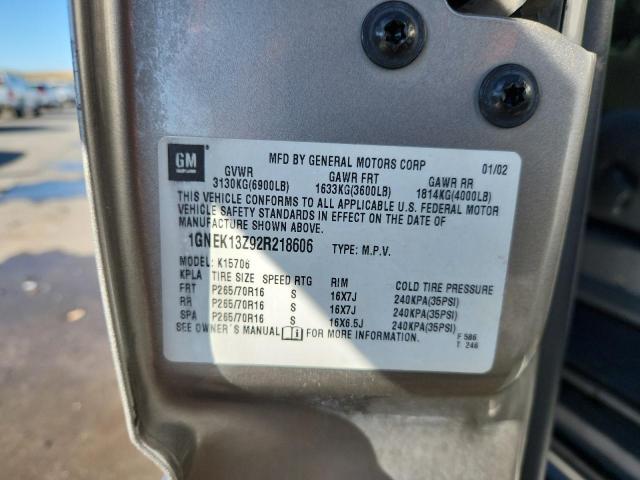 GM
MFD BY GENERAL MOTORS CORP 01/02
GVWR GAWR FRT GAWR RR
3130KG(6900LB) 1633KG(3600LB) 1814KG(4000LB)
THIS VEHICLE CONFORMS TO ALL APPLICABLE U.S. FEDERAL MOTOR
VEHICLE SAFETY STANDARDS IN EFFECT ON THE DATE OF
MANUFACTURE SHOWN ABOVE.
1GNEK13Z92R218606 TYPE: M.P.V.
MODEL: K15706
KPLA TIRE SIZE SPEED RTG RIM COLD TIRE PRESSURE
FRT P265/70R16 S 16X7J 240KPA(35PSI)
RR P265/70R16 S 16X7J 240KPA(35PSI)
SPA P265/70R16 S 16X6.5J 240KPA(35PSI)
SEE OWNER'S MANUAL FOR MORE INFORMATION.
F 586
T 246